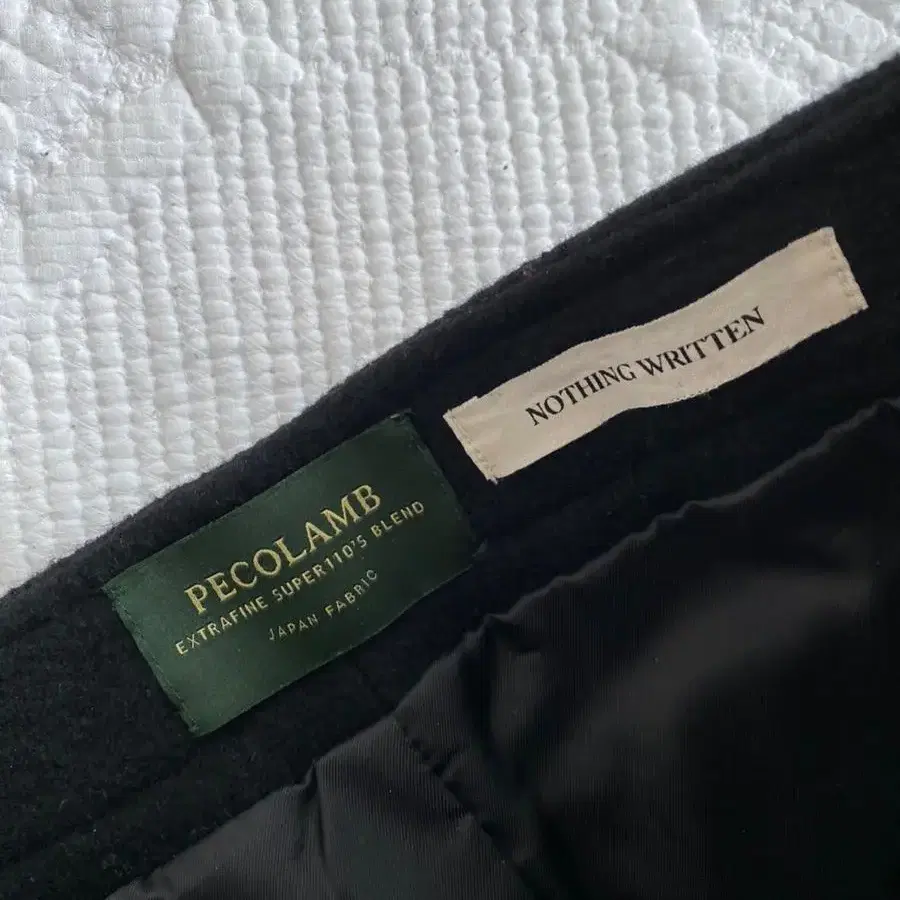 NOTHING WRITTEN
PECOLAMB
EXTRAFINE SUPER110'S BLEND
JAPAN FABRIC